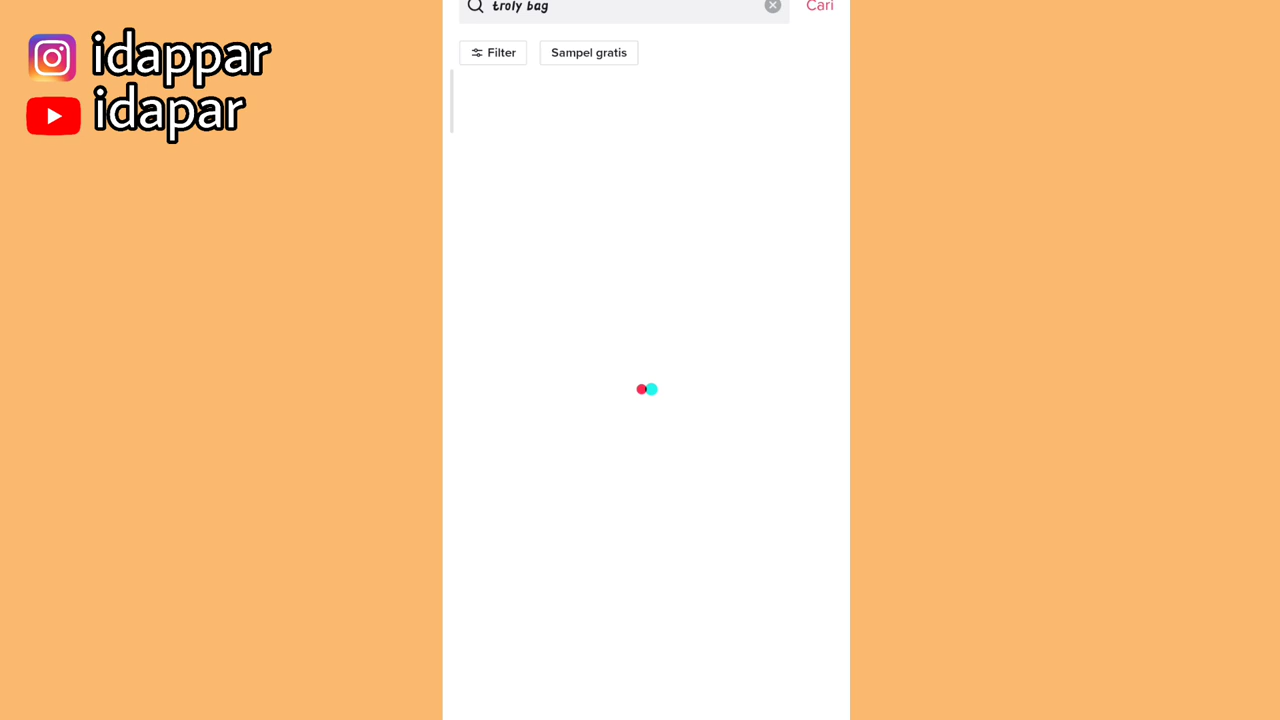 idappar
idapar
troly bag
Cari
Filter
Sampel gratis